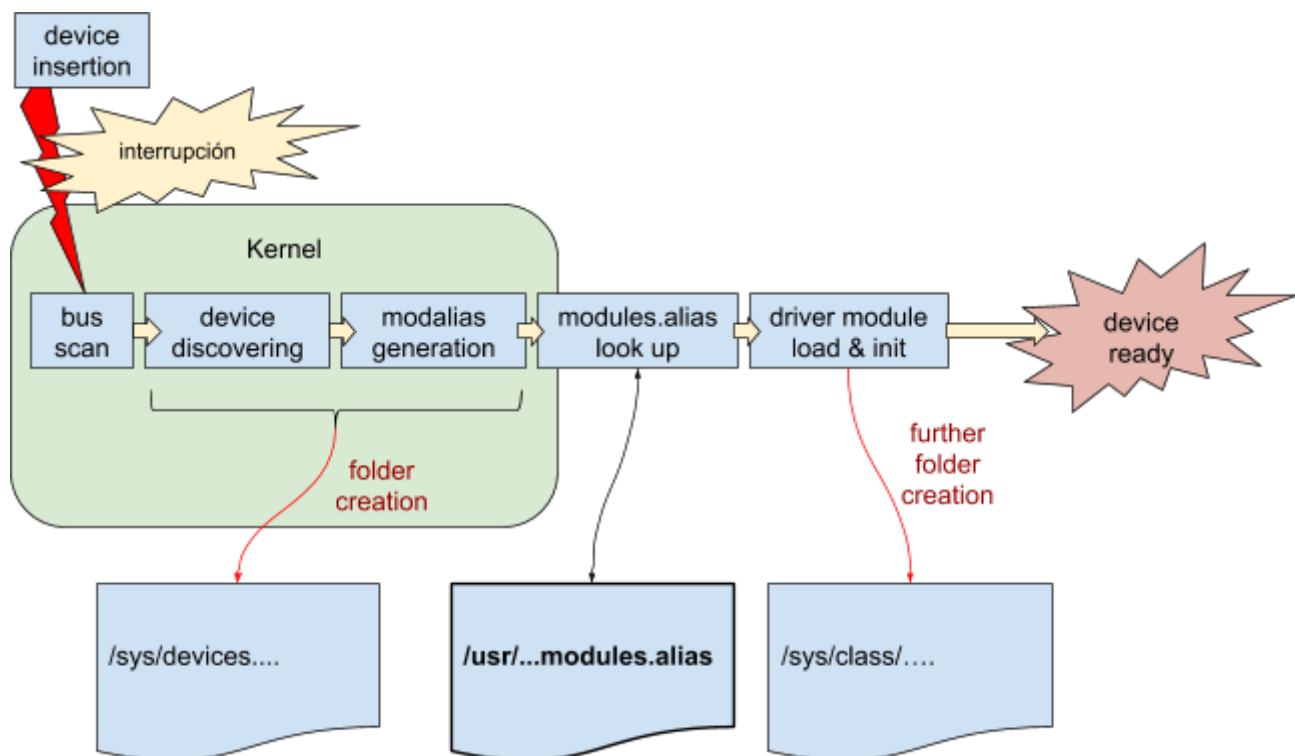 device
insertion
interrupción
Kernel
bus
scan
device
discovering
modalias
generation
modules.alias
look up
driver module
load & init
device
ready
folder
creation
further
folder
creation
/sys/devices....
/usr/...modules.alias
/sys/class/….